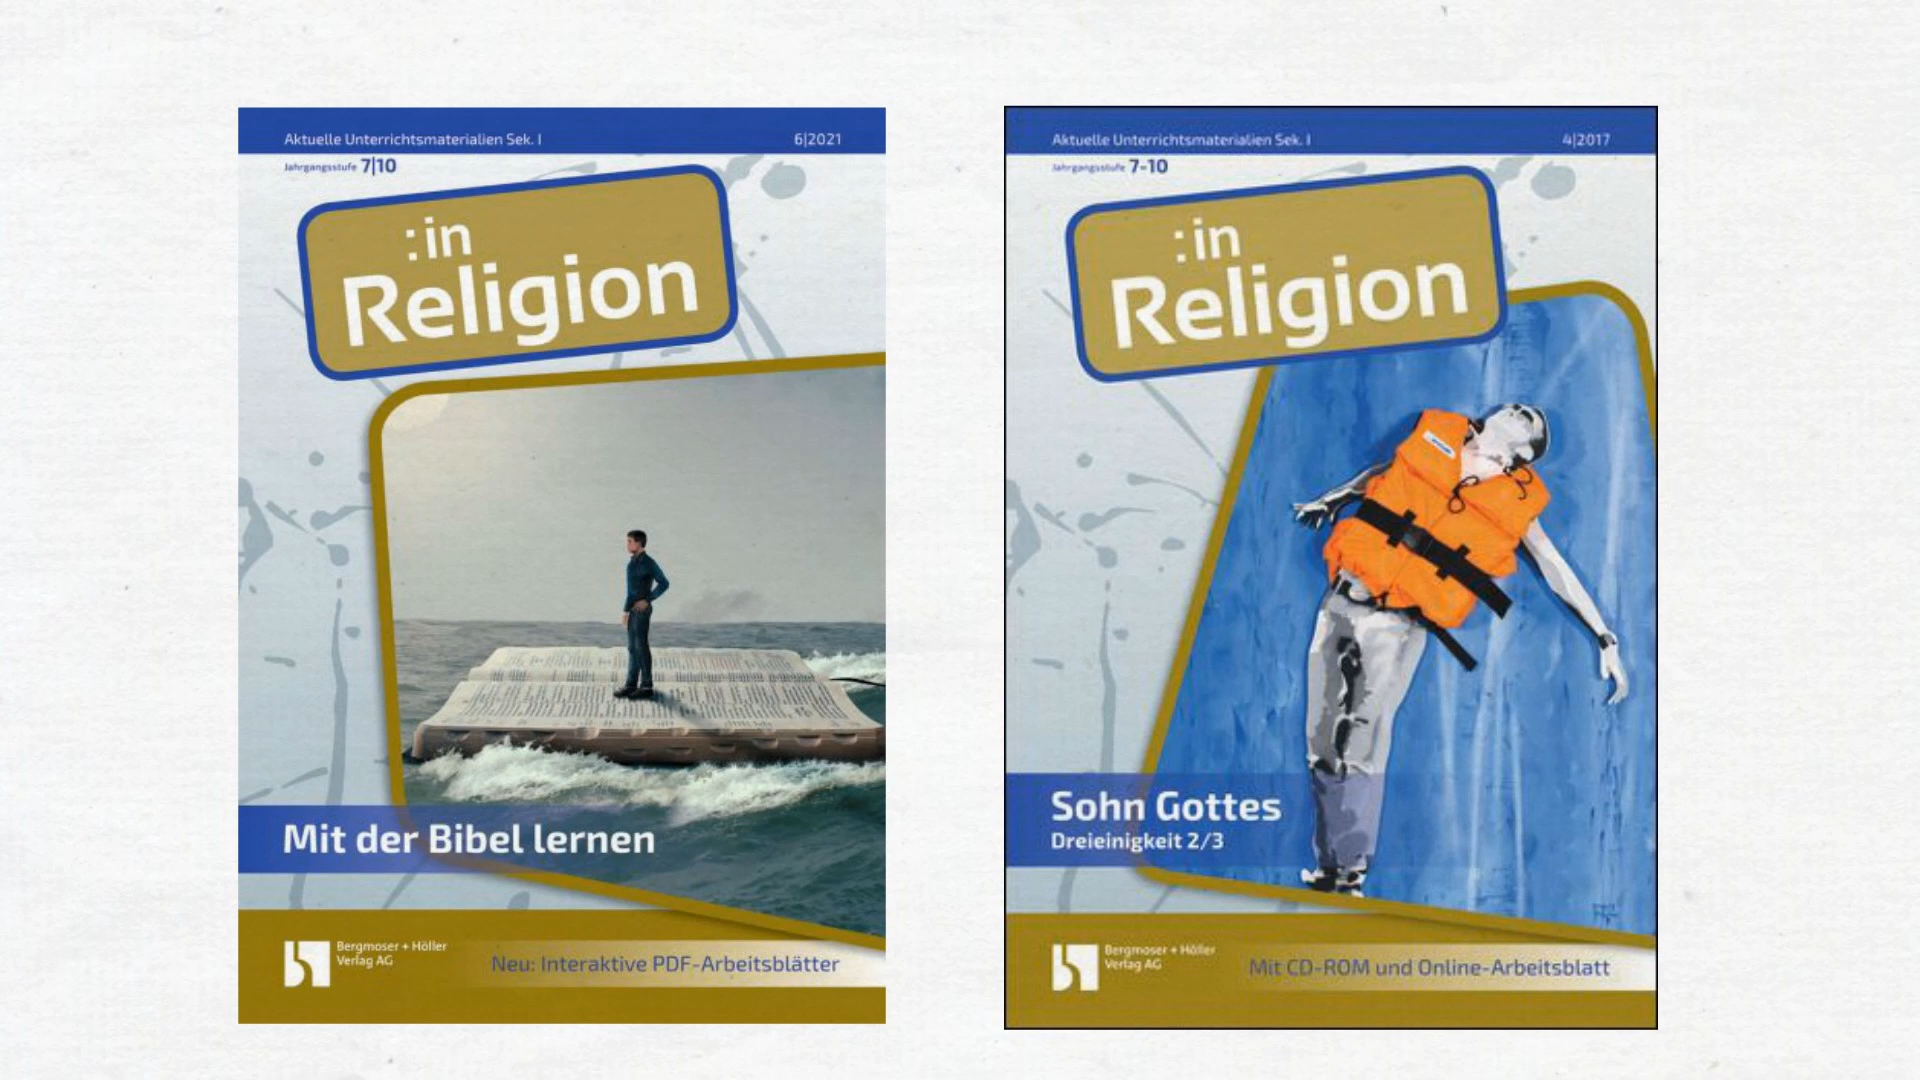 Aktuelle Unterrichtsmaterialien Sek. I 6|2021
Jahrgangsstufe 7|10
:in
Religion
Mit der Bibel lernen
Bergmoser + Höller
Verlag AG
Neu: Interaktive PDF-Arbeitsblätter
Aktuelle Unterrichtsmaterialien Sek. I 4|2017
Jahrgangsstufe 7-10
:in
Religion
Sohn Gottes
Dreieinigkeit 2/3
Bergmoser + Höller
Verlag AG
Mit CD-ROM und Online-Arbeitsblatt